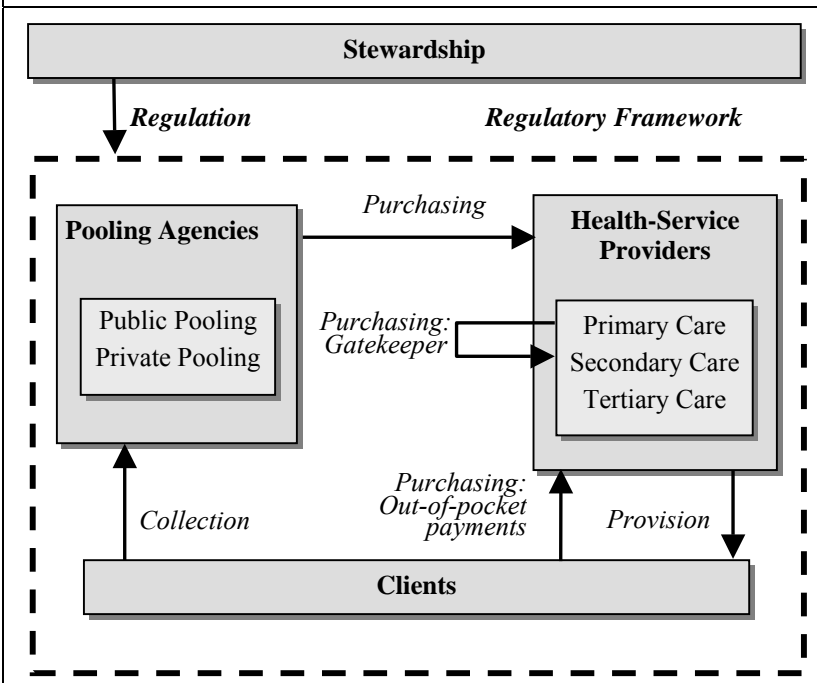 Stewardship
Regulation
Regulatory Framework
Pooling Agencies
Public Pooling
Private Pooling
Purchasing
Health-Service
Providers
Purchasing:
Gatekeeper
Primary Care
Secondary Care
Tertiary Care
Collection
Purchasing:
Out-of-pocket
payments
Provision
Clients